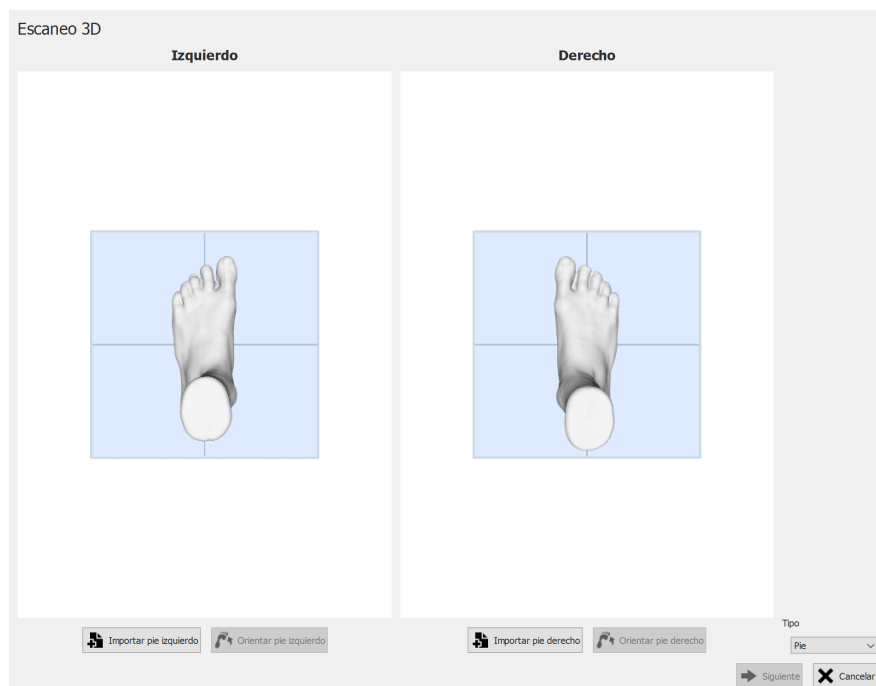 Escaneo 3D
Izquierdo
Derecho
Importar pie izquierdo
Orientar pie izquierdo
Importar pie derecho
Orientar pie derecho
Tipo
Pie
Siguiente
Cancelar